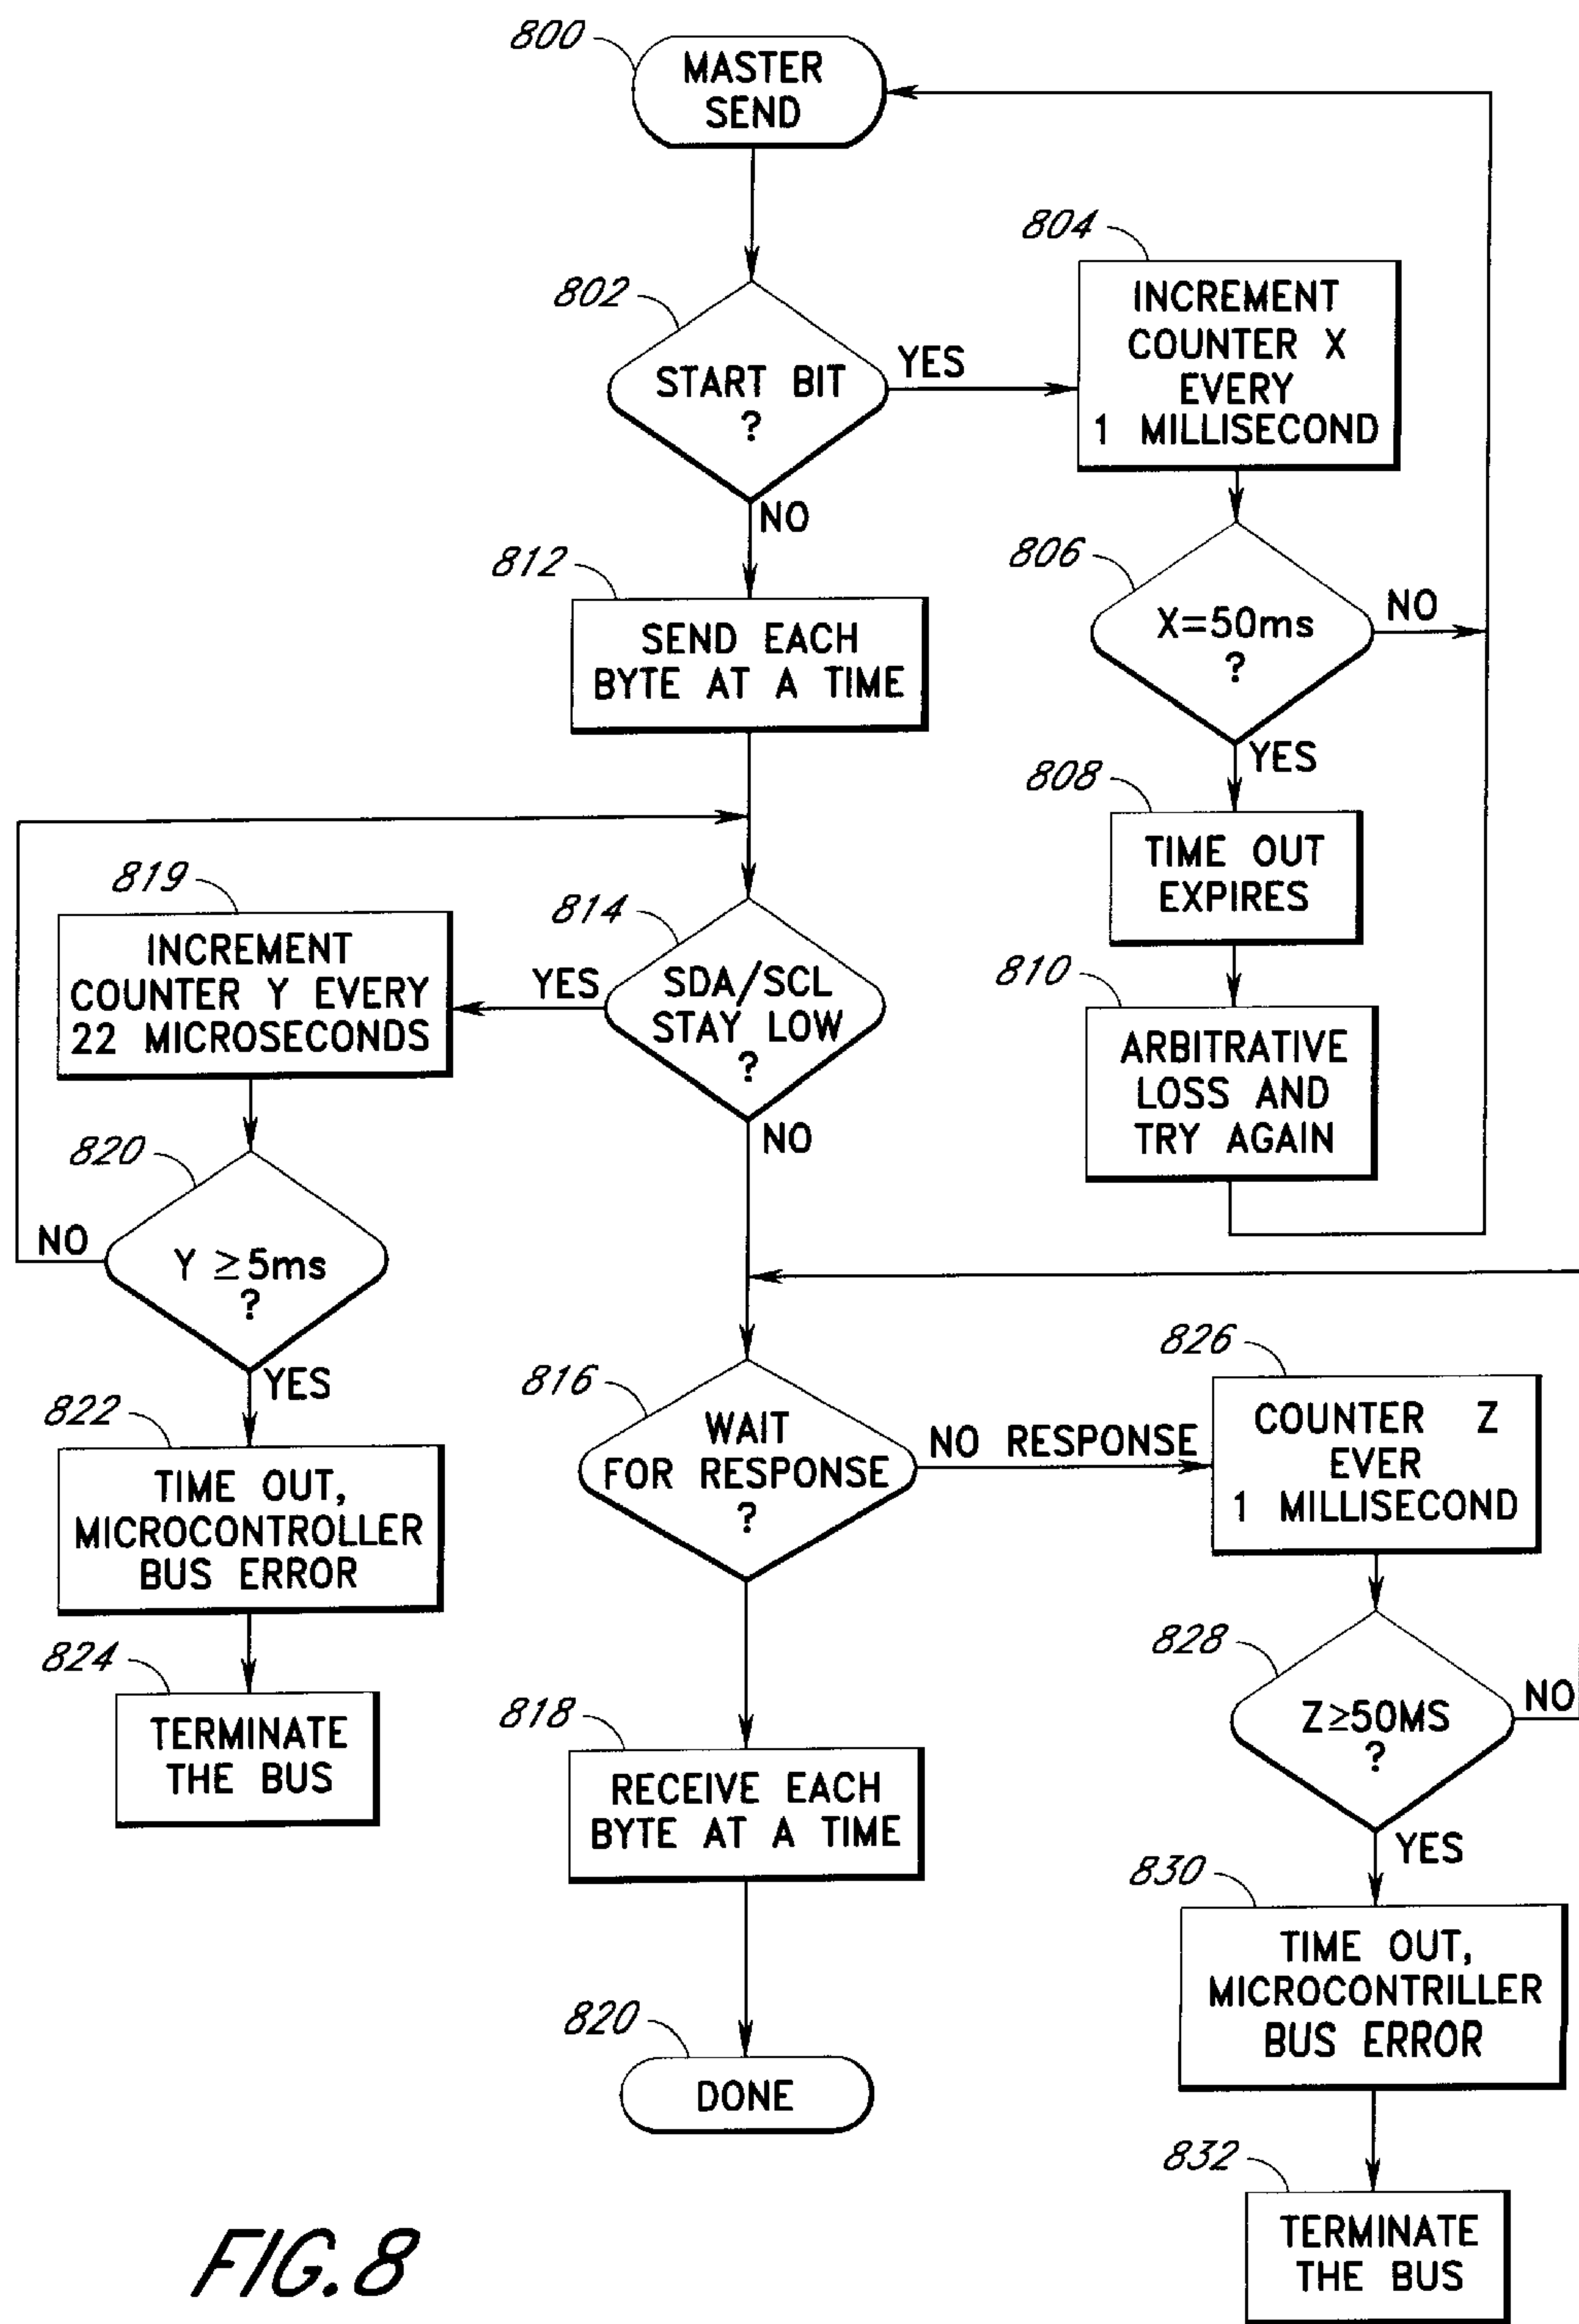 800
MASTER
SEND
804
802
INCREMENT
COUNTER X
EVERY
1 MILLISECOND
START BIT
?
YES
NO
812
SEND EACH
BYTE AT A TIME
806
X=50ms
?
NO
YES
808
TIME OUT
EXPIRES
810
ARBITRATIVE
LOSS AND
TRY AGAIN
819
INCREMENT
COUNTER Y EVERY
22 MICROSECONDS
814
YES
SDA/SCL
STAY LOW
?
NO
820
NO
Y ≥5ms
?
YES
822
TIME OUT,
MICROCONTROLLER
BUS ERROR
824
TERMINATE
THE BUS
816
WAIT
FOR RESPONSE
?
NO RESPONSE
826
COUNTER Z
EVER
1 MILLISECOND
828
Z≥50MS
?
NO
YES
818
RECEIVE EACH
BYTE AT A TIME
830
TIME OUT,
MICROCONTRILLER
BUS ERROR
820
DONE
832
TERMINATE
THE BUS
FIG.8